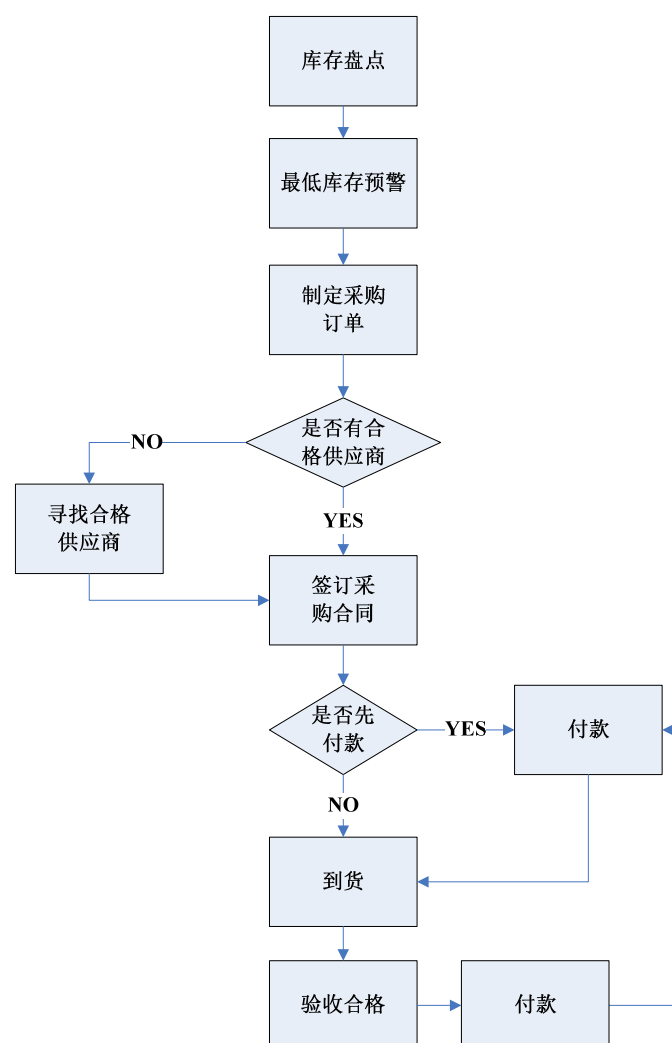 库存盘点
最低库存预警
制定采购
订单
是否有合
格供应商
NO
寻找合格
供应商
YES
签订采
购合同
是否先
付款
YES
付款
NO
到货
验收合格
付款